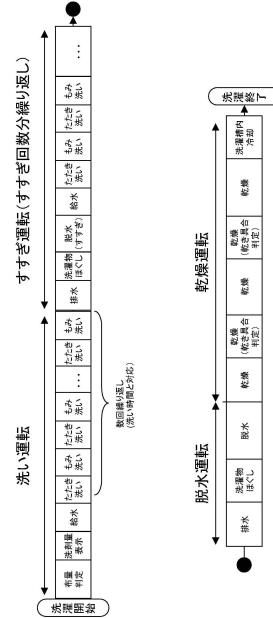 洗い運転
すすぎ運転(すすぎ回数分繰り返し)
洗濯
開始
布量
判定
洗剤量
表示
給水
たたき
洗い
もみ
洗い
たたき
洗い
もみ
洗い
・・・
たたき
洗い
もみ
洗い
排水
洗濯物
ほぐし
脱水
(すすぎ)
給水
たたき
洗い
もみ
洗い
たたき
洗い
もみ
洗い
・・・
数回繰り返し
(洗い時間と対応)
脱水運転
乾燥運転
排水
洗濯物
ほぐし
脱水
乾燥
乾燥
(乾き具合
判定)
乾燥
乾燥
(乾き具合
判定)
乾燥
洗濯槽内
冷却
洗濯
終了